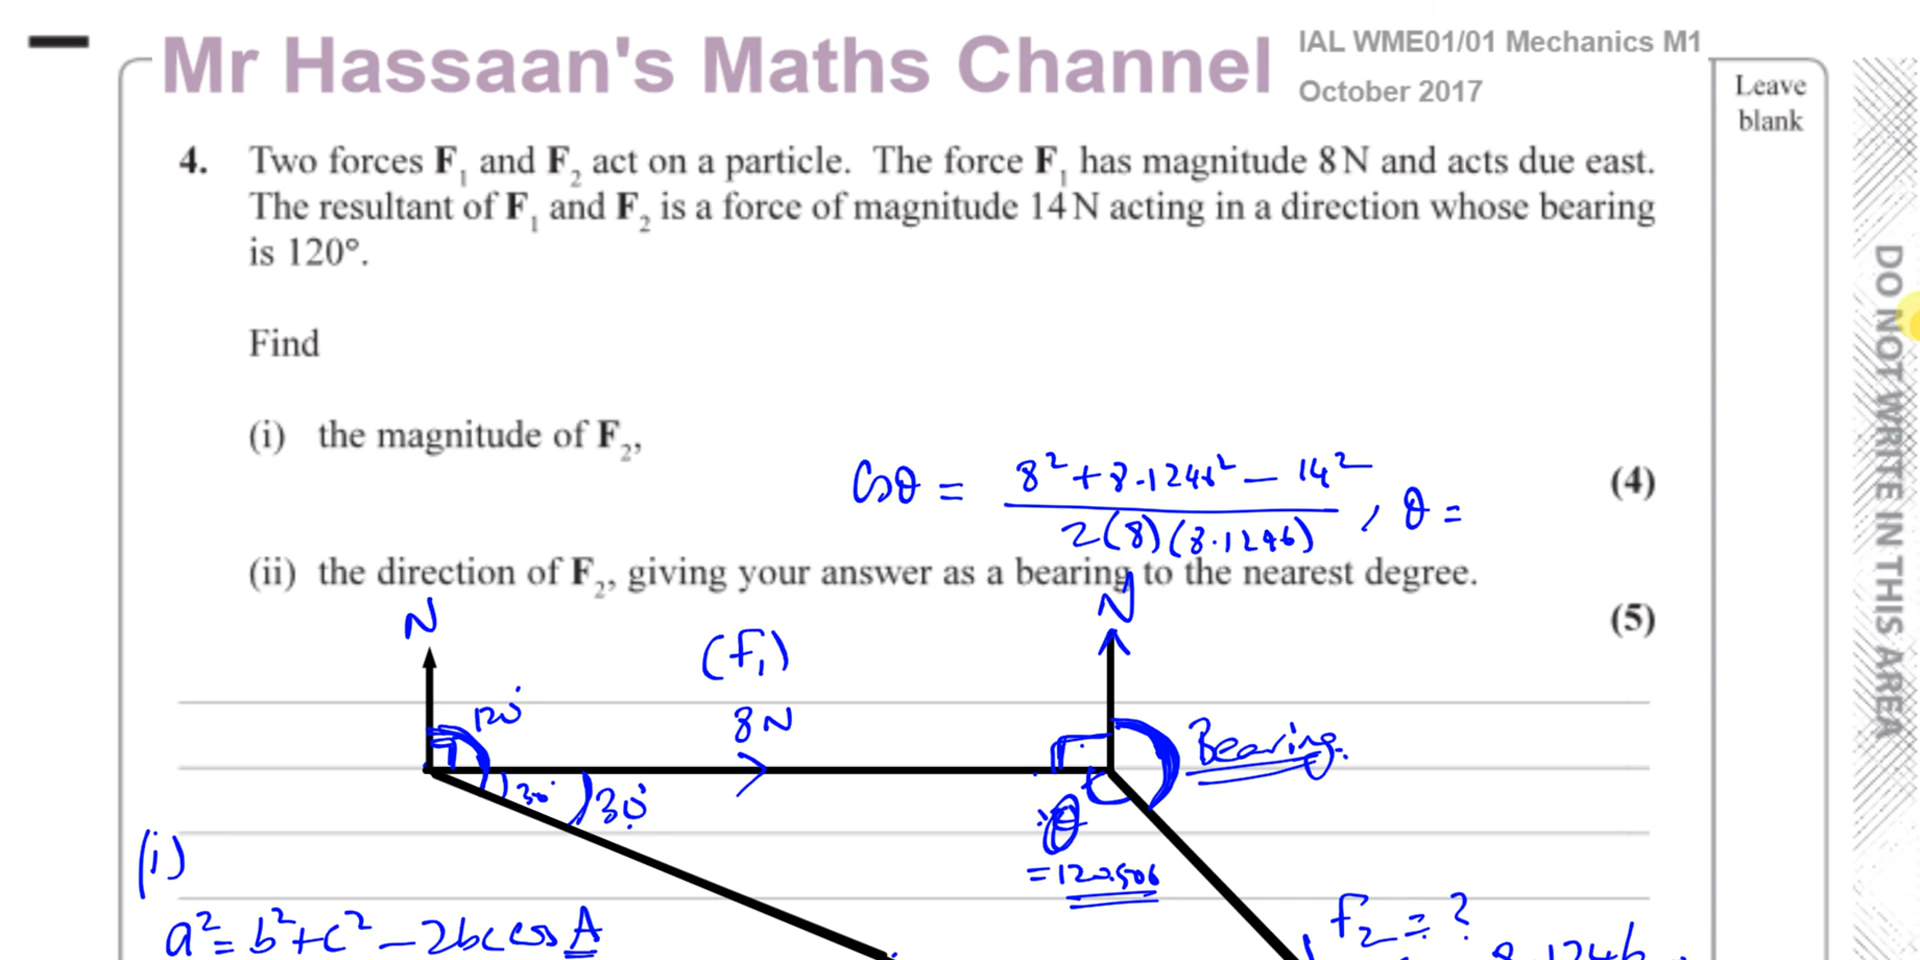 Mr Hassaan's Maths Channel
IAL WME01/01 Mechanics M1
October 2017
Leave
blank
4. Two forces F₁ and F₂ act on a particle. The force F₁ has magnitude 8 N and acts due east.
The resultant of F₁ and F₂ is a force of magnitude 14 N acting in a direction whose bearing
is 120°.
Find
(i) the magnitude of F₂,
(4)
Cosθ = (8² + 8.1246² − 14²) / (2(8)(8.1246)) , θ =
(ii) the direction of F₂, giving your answer as a bearing to the nearest degree.
(5)
N
N
(F₁)
120°
8N
Bearing.
30°
30°
θ
= 120.506
(i)
a² = b² + c² − 2bc cos A
F₂ = ?
8.1246
DO NOT WRITE IN THIS AREA